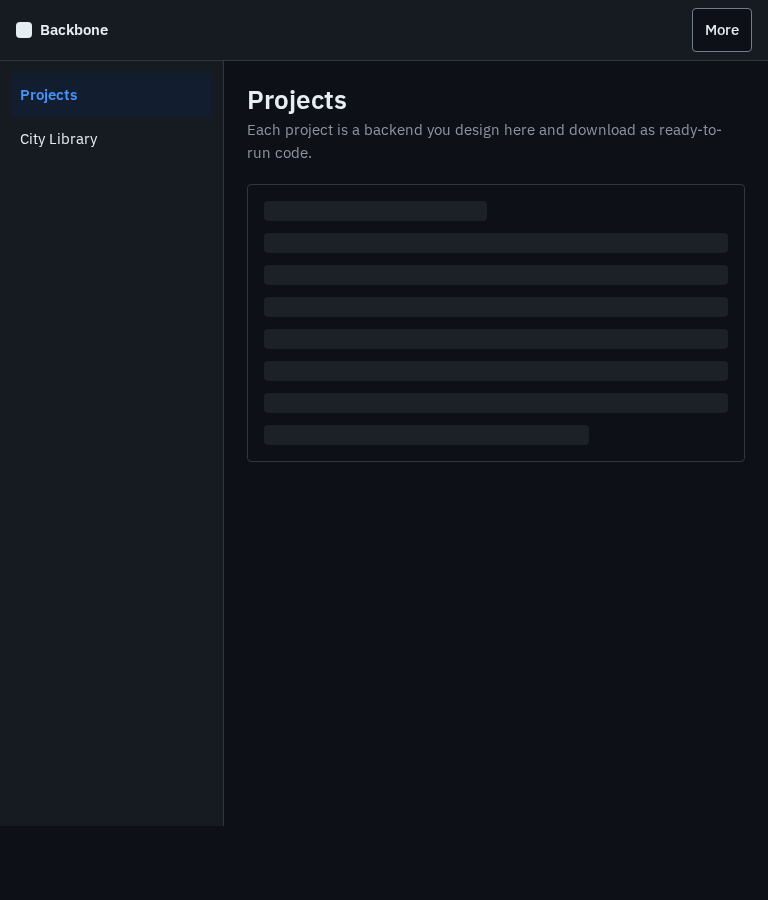 Backbone
More
Projects
City Library
Projects
Each project is a backend you design here and download as ready-to-
run code.